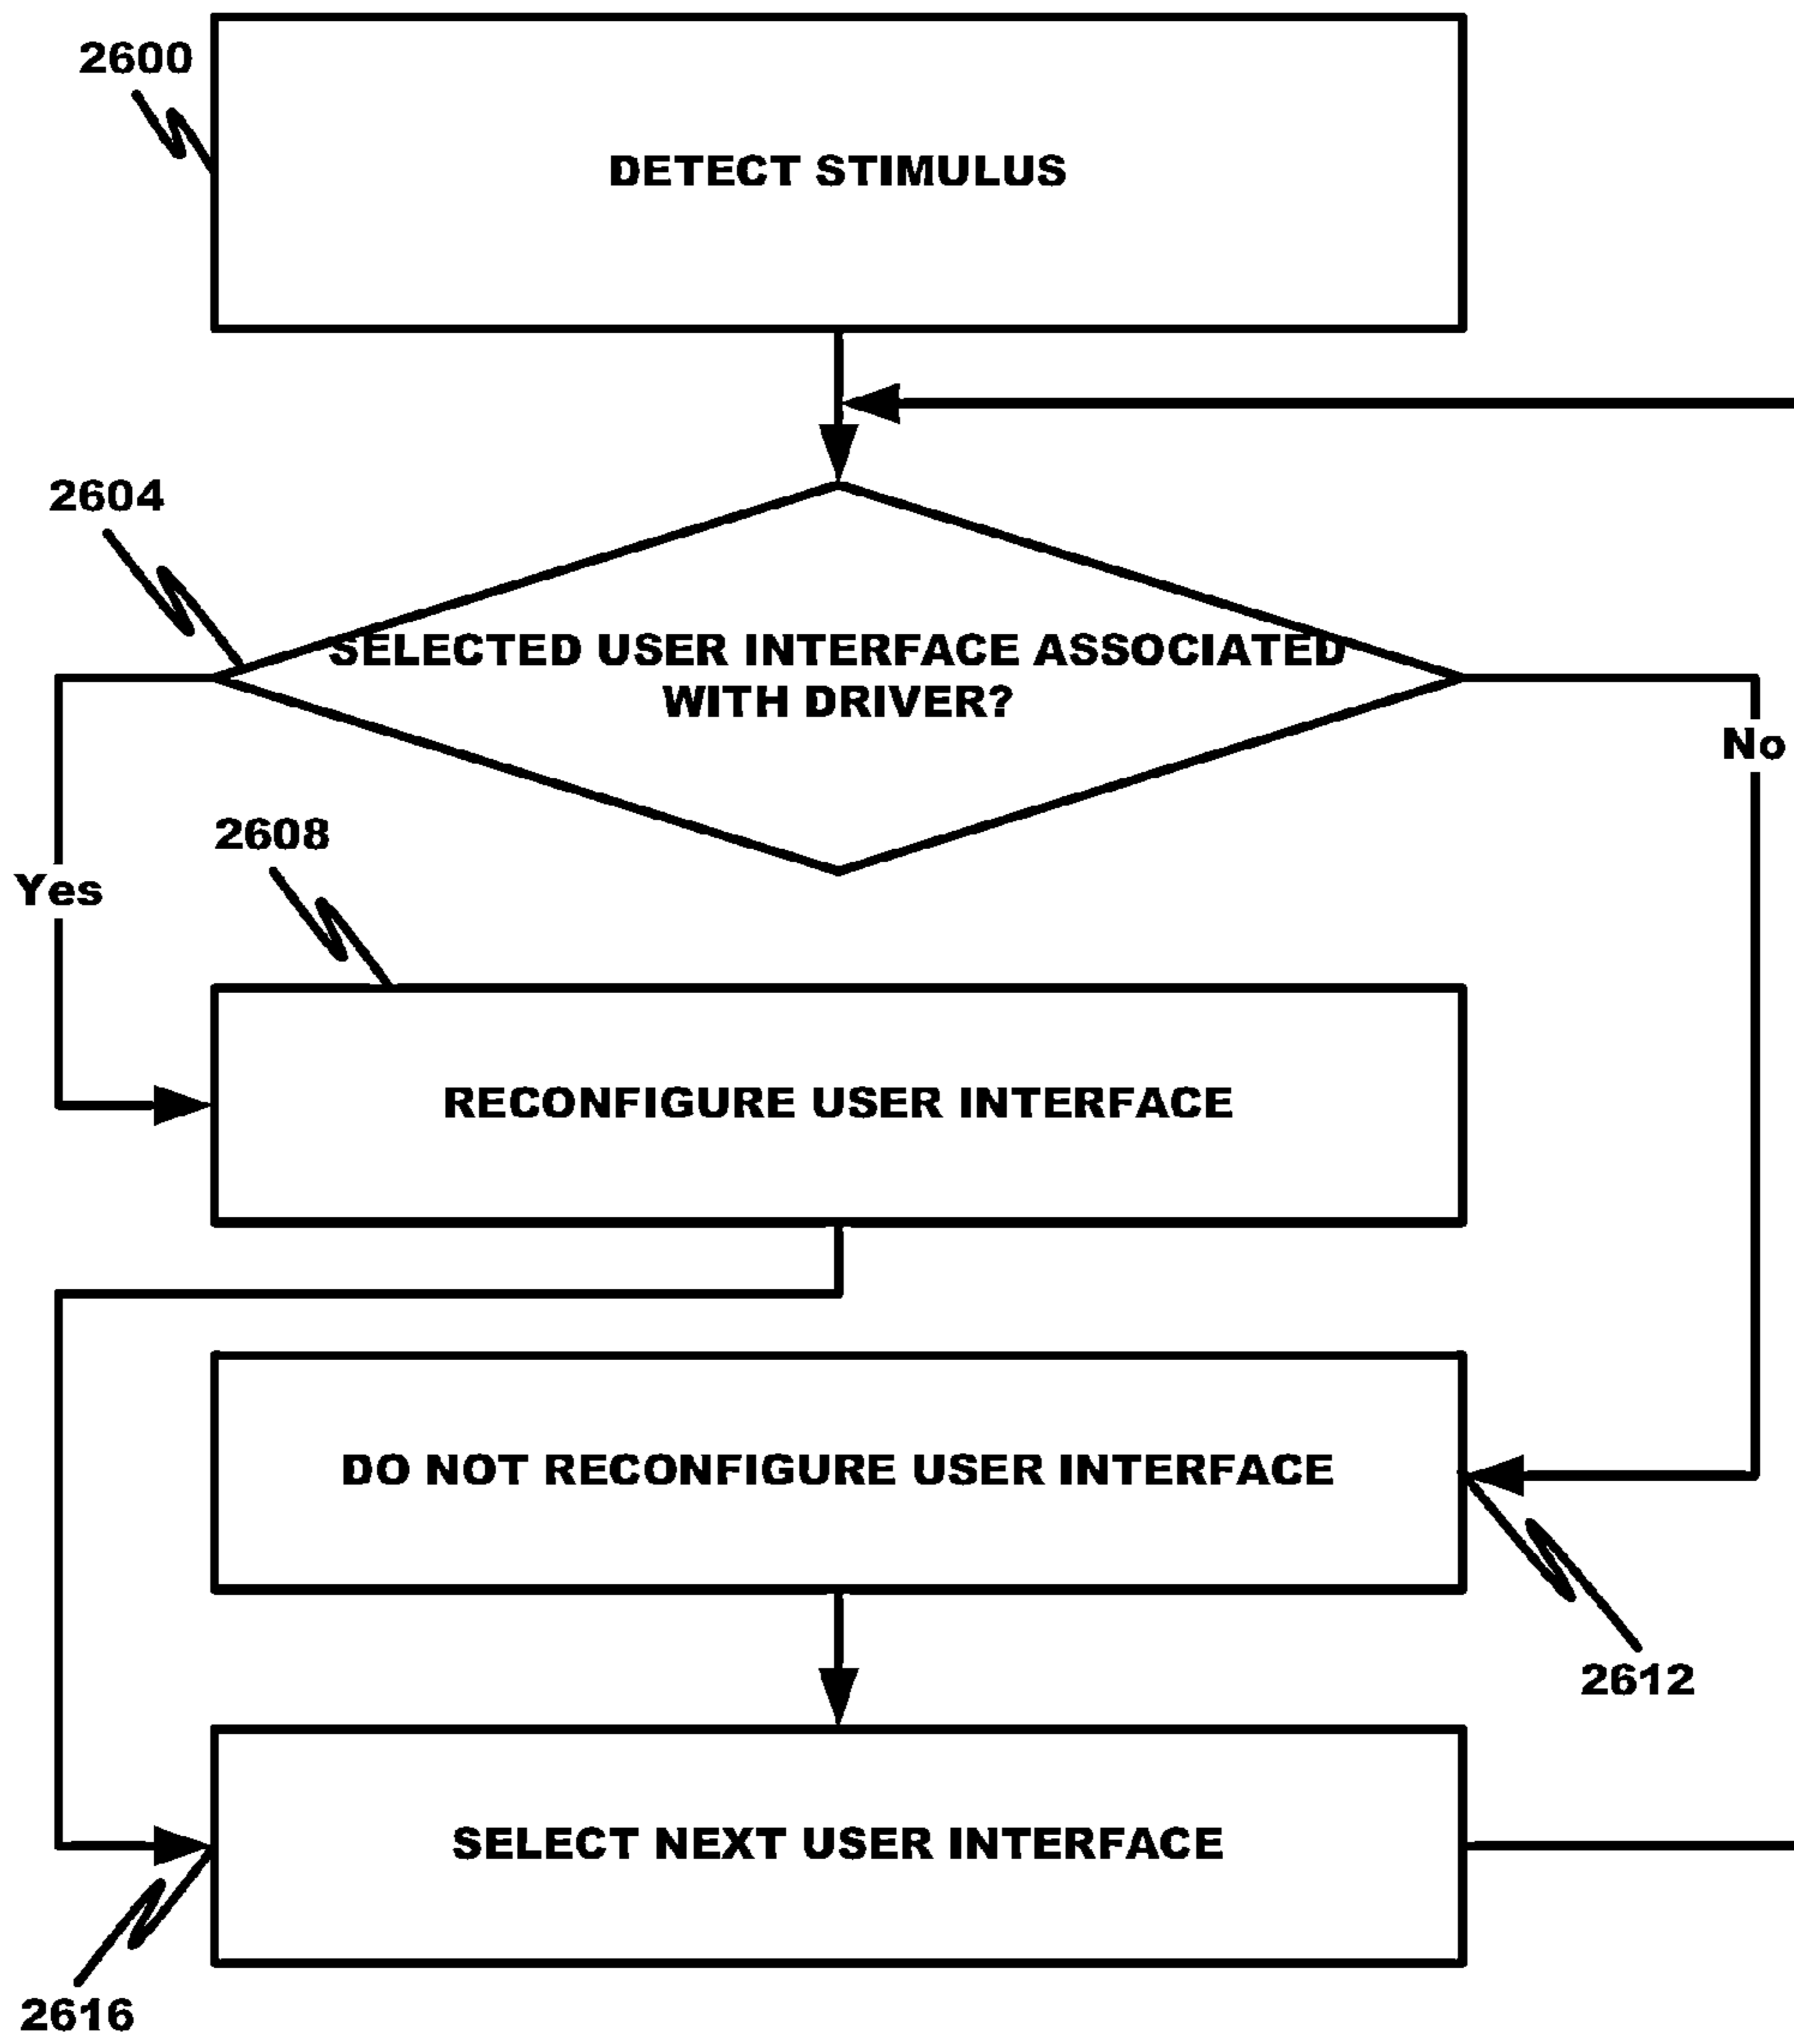 2600
DETECT STIMULUS
2604
SELECTED USER INTERFACE ASSOCIATED
WITH DRIVER?
No
2608
Yes
RECONFIGURE USER INTERFACE
DO NOT RECONFIGURE USER INTERFACE
2612
SELECT NEXT USER INTERFACE
2616